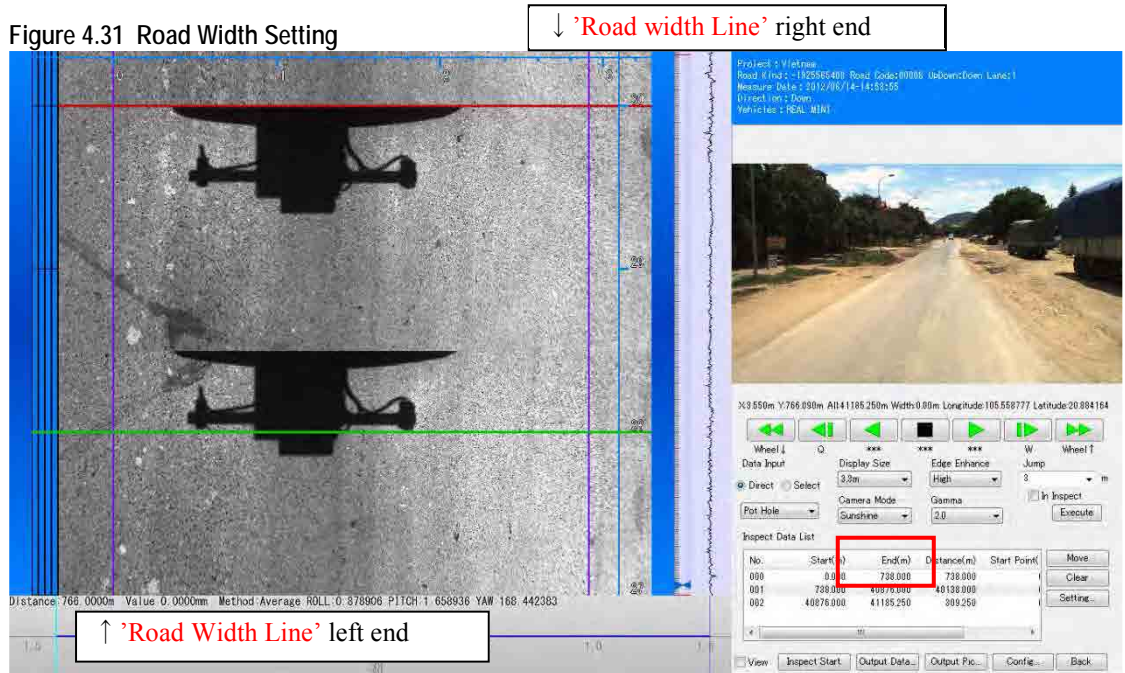 Figure 4.31 Road Width Setting
↓ ’Road width Line’ right end
Project : Vietnam
Road Kind : -1925565408 Road Code:00006 UpDown:Down Lane:1
Measure Date : 2012/06/14-14:53:55
Direction : Down
Vehicles : REAL MINI
X:3.550m Y:766.090m Alt:41185.250m Width:0.00m Longitude:105.558777 Latitude:20.884164
Wheel↓ Q *** *** *** W Wheel↑
Data Input Display Size Edge Enhance Jump
Direct Select 3.3m High 3 m
Camera Mode Gamma In Inspect
Pot Hole Sunshine 2.0 Execute
Inspect Data List
No. Start(m) End(m) Distance(m) Start Point( Move
000 0.000 738.000 738.000 Clear
001 738.000 40876.000 40138.000 Setting...
002 40876.000 41185.250 309.250
Distance 766.0000m Value 0.0000mm Method Average ROLL 0.878906 PITCH 1.658936 YAW 168.442383
↑ ’Road Width Line’ left end
1.5 1.0
View Inspect Start Output Data... Output Pic... Config... Back